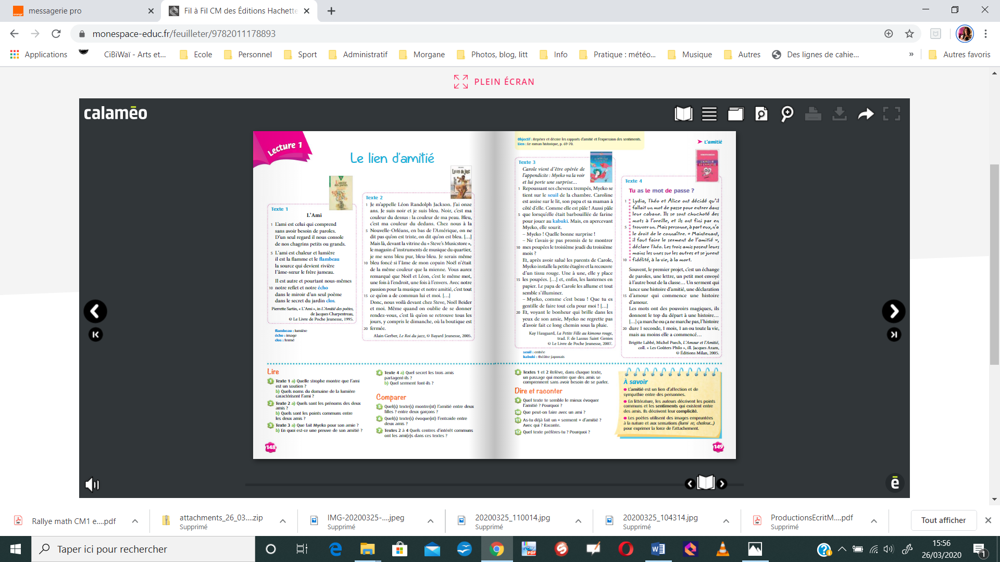 messagerie pro
Fil à Fil CM des Éditions Hachette
monespace-educ.fr/feuilleter/9782011178893
Applications
CiBiWaï - Arts et...
Ecole
Personnel
Sport
Administratif
Morgane
Photos, blog, litt
Info
Pratique : météo...
Musique
Autres
Des lignes de cahie...
»
Autres favoris
PLEIN ÉCRAN
calaméo
Lecture 1
Le lien d'amitié
Texte 1
L'Ami
1 L'ami est celui qui comprend
sans avoir besoin de paroles.
D'un seul regard il nous console
de nos chagrins petits ou grands.
5 L'ami est chaleur et lumière
il est la flamme et le flambeau
la source qui devient rivière
l'âme-sœur le frère jumeau.
Il est autre et pourtant nous-mêmes
10 notre reflet et notre écho
dans le miroir d'un seul poème
dans le secret du jardin clos.
Pierrette Sartin, « L'Ami », in L'Amitié des poètes,
de Jacques Charpentreau,
© Le Livre de Poche Jeunesse, 1995.
flambeau : lumière
écho : image
clos : fermé
Le roi du jazz
Texte 2
1 Je m'appelle Léon Randolph Jackson. J'ai onze
ans. Je suis noir et je suis bleu. Noir, c'est ma
couleur du dessus : la couleur de ma peau. Bleu,
c'est ma couleur du dedans. Chez nous à la
5 Nouvelle-Orléans, en bas de l'Amérique, on ne
dit pas qu'on est triste, on dit qu'on est bleu. [...]
Mais là, devant la vitrine du « Steve's Musicstore »,
le magasin d'instruments de musique du quartier,
je me sens bleu pur, bleu-bleu. Je serais même
10 bleu foncé si l'âme de mon copain Noël n'était
de la même couleur que la mienne. Vous aurez
remarqué que Noël et Léon, c'est le même mot,
une fois à l'endroit, une fois à l'envers. Avec notre
passion pour la musique et notre amitié, c'est tout
15 ce qu'on a de commun lui et moi. [...]
Donc, nous voilà devant chez Steve, Noël Beider
et moi. Même quand on oublie de se donner
rendez-vous, c'est là qu'on se retrouve tous les
jours, y compris le dimanche, où la boutique est
20 fermée.
Alain Gerber, Le Roi du jazz, © Bayard Jeunesse, 2005.
Objectif : Repérer et décrire les rapports d'amitié et l'expression des sentiments.
Lien : Le roman historique, p. 69-70.
L'amitié
Texte 3
Carole vient d'être opérée de
l'appendicite : Myeko va la voir
et lui porte une surprise...
1 Repoussant ses cheveux trempés, Myeko se
tient sur le seuil de la chambre. Caroline
est assise sur le lit, son papa et sa maman à
côté d'elle. Comme elle est pâle ! Aussi pâle
5 que lorsqu'elle était barbouillée de farine
pour jouer au kabuki. Mais, en apercevant
Myeko, elle sourit.
– Myeko ! Quelle bonne surprise !
– Ne t'avais-je pas promis de te montrer
10 mes poupées le troisième jeudi du troisième
mois ?
Et, après avoir salué les parents de Carole,
Myeko installe la petite étagère et la recouvre
d'un tissu rouge. Une à une, elle y place
15 les poupées. [...] et, enfin, les lanternes en
papier. Le papa de Carole les allume et tout
semble s'illuminer.
– Myeko, comme c'est beau ! Que tu es
gentille de faire tout cela pour moi ! [...]
20 Et, voyant le bonheur qui brille dans les
yeux de son amie, Myeko ne regrette pas
d'avoir fait ce long chemin sous la pluie.
Kay Haugaard, La Petite Fille au kimono rouge,
trad. F. de Lassus Saint Genies
© Le Livre de Poche Jeunesse, 2007.
seuil : entrée
kabuki : théâtre japonais
Texte 4
Tu as le mot de passe ?
1 Lydia, Théo et Alice ont décidé qu'il
fallait un mot de passe pour entrer dans
leur cabane. Ils se sont chuchoté des
mots à l'oreille, et ils ont fini par en
5 trouver un. Mais personne, à part eux, n'a
le droit de le connaître. « Maintenant,
il faut faire le serment de l'amitié »,
déclare Théo. Les trois amis posent leurs
mains les unes sur les autres et se jurent
10 fidélité, à la vie, à la mort.
Souvent, le premier projet, c'est un échange
de paroles, une lettre, un petit mot envoyé
à l'autre bout de la classe... Un serment qui
lance une histoire d'amitié, une déclaration
15 d'amour qui commence une histoire
d'amour.
Les mots ont des pouvoirs magiques, ils
donnent le top du départ à une histoire...
[...] ça marche ou ça ne marche pas, l'histoire
20 dure 1 seconde, 1 mois, 1 an ou toute la vie,
mais au moins elle a commencé...
Brigitte Labbé, Michel Puech, L'Amour et l'Amitié,
coll. « Les Goûters Philo », ill. Jacques Azam,
© Éditions Milan, 2005.
Lire
1 Texte 1 a) Quelle strophe montre que l'ami
est un soutien ?
b) Quels noms du domaine de la lumière
caractérisent l'ami ?
2 Texte 2 a) Quels sont les prénoms des deux
amis ?
b) Quels sont les points communs entre
les deux amis ?
3 Texte 3 a) Que fait Myeko pour son amie ?
b) En quoi est-ce une preuve de son amitié ?
4 Texte 4 a) Quel secret les trois amis
partagent-ils ?
b) Quel serment font-ils ?
Comparer
5 Quel(s) texte(s) montre(nt) l'amitié entre deux
filles ? entre deux garçons ?
6 Quel(s) texte(s) évoque(nt) l'entraide entre
deux amis ?
7 Textes 2 à 4 Quels centres d'intérêt communs
ont les ami(e)s dans ces textes ?
8 Textes 1 et 2 Relève, dans chaque texte,
un passage qui montre que des amis se
comprennent sans avoir besoin de se parler.
Dire et raconter
9 Quel texte te semble le mieux évoquer
l'amitié ? Pourquoi ?
10 Que peut-on faire avec un ami ?
11 As-tu déjà fait un « serment » d'amitié ?
Avec qui ? Raconte.
12 Quel texte préfères-tu ? Pourquoi ?
À savoir
● L'amitié est un lien d'affection et de
sympathie entre des personnes.
● En littérature, les auteurs décrivent les points
communs et les sentiments qui existent entre
des amis. Ils décrivent leur complicité.
● Les poètes utilisent des images empruntées
à la nature et aux sensations (lumi re, chaleur...)
pour exprimer la force de l'attachement.
148
149
Rallye math CM1 e....pdf
attachments_26_03....zip
Supprimé
IMG-20200325-....jpeg
Supprimé
20200325_110014.jpg
Supprimé
20200325_104314.jpg
Supprimé
ProductionsEcritM....pdf
Supprimé
Tout afficher
Taper ici pour rechercher
15:56
26/03/2020
1